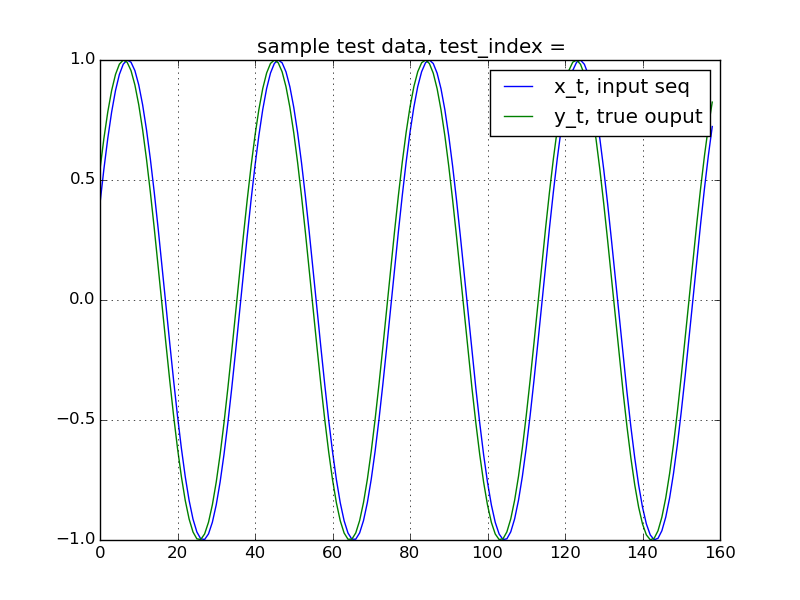 sample test data, test_index =
1.0
x_t, input seq
y_t, true ouput
0.5
0.0
−0.5
−1.0
0 20 40 60 80 100 120 140 160